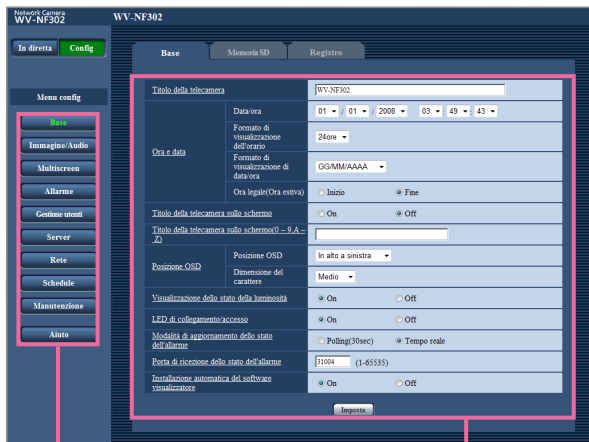 Network Camera
WV-NF302
WV-NF302
In diretta Config
Menu config
Base
Immagine/Audio
Multiscreen
Allarme
Gestione utenti
Server
Rete
Schedule
Manutenzione
Aiuto
Base Memoria SD Registro
Titolo della telecamera WV-NF302
Ora e data
Data/ora 01 / 01 / 2008 03 : 49 : 43
Formato di
visualizzazione
dell'orario
24ore
Formato di
visualizzazione di
data/ora
GG/MM/AAAA
Ora legale(Ora estiva) Inizio Fine
Titolo della telecamera sullo schermo On Off
Titolo della telecamera sullo schermo(0 – 9,A –
Z)
Posizione OSD
Posizione OSD In alto a sinistra
Dimensione del
carattere
Medio
Visualizzazione dello stato della luminosità On Off
LED di collegamento/
accesso
On Off
Modalità di aggiornamento dello stato
dell'allarme
Polling(30sec) Tempo reale
Porta di ricezione dello stato dell'allarme 31004 (1-65535)
Installazione automatica del software
visualizzatore
On Off
Imposta